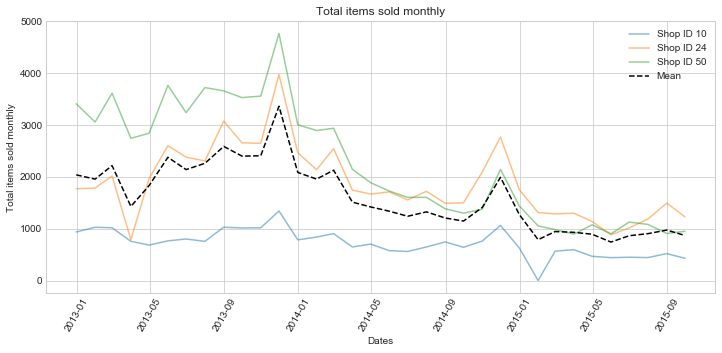 Total items sold monthly
Shop ID 10
Shop ID 24
Shop ID 50
Mean
Total items sold monthly
5000
4000
3000
2000
1000
0
2013-01
2013-05
2013-09
2014-01
2014-05
2014-09
2015-01
2015-05
2015-09
Dates